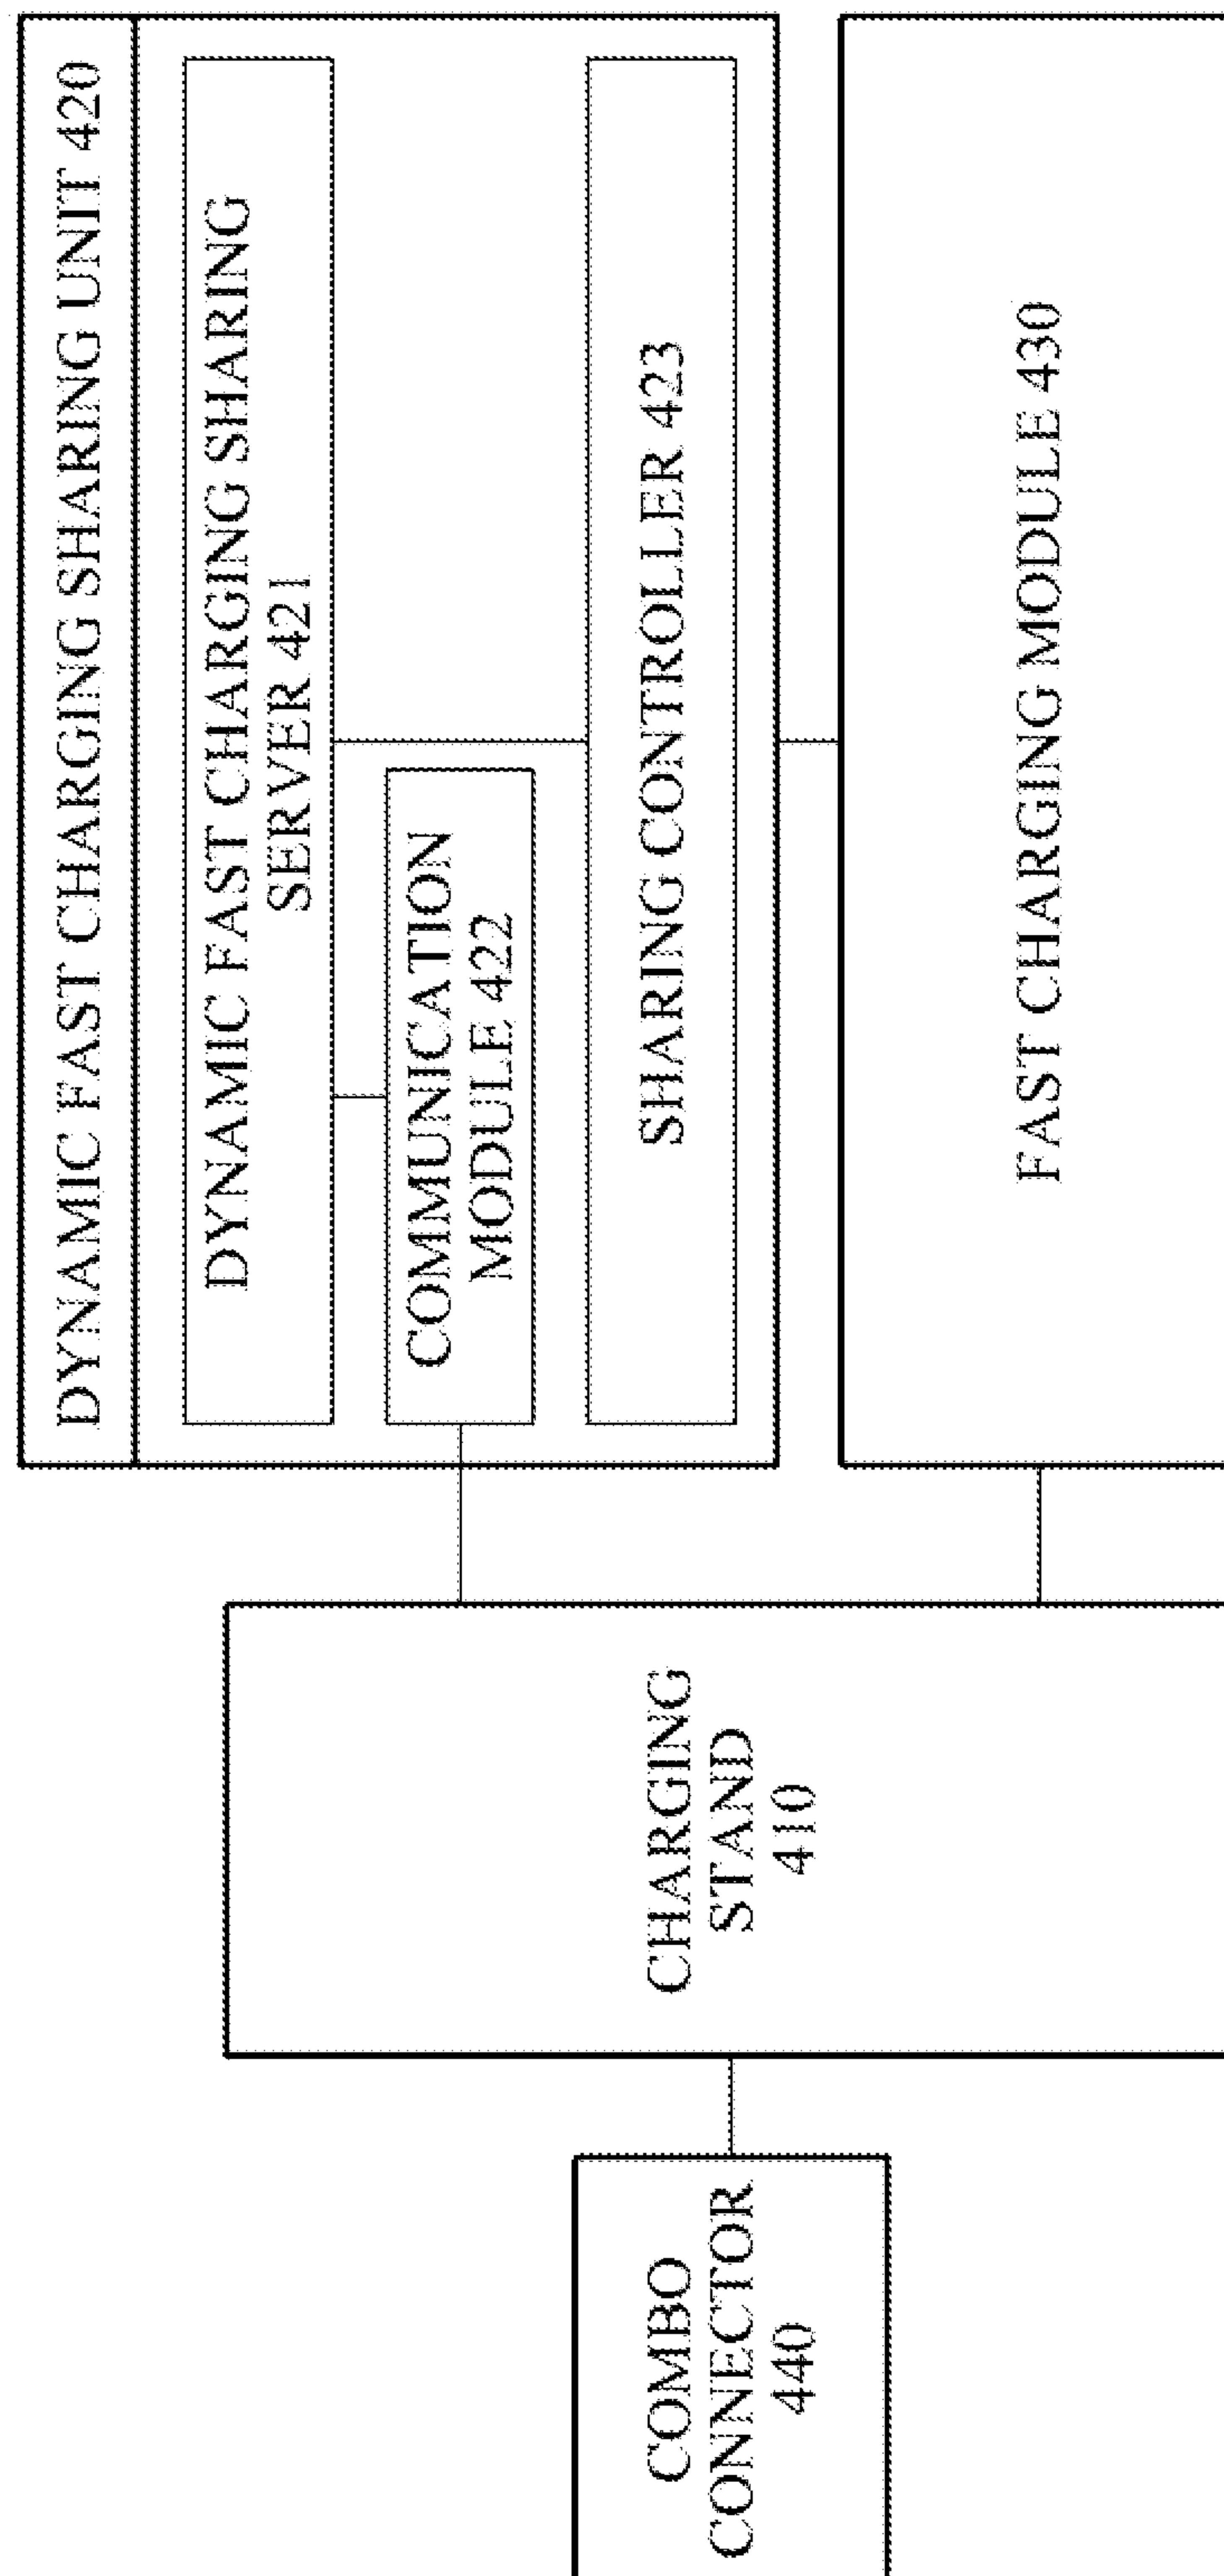 DYNAMIC FAST CHARGING SHARING UNIT 420
DYNAMIC FAST CHARGING SHARING
SERVER 421
COMMUNICATION
MODULE 422
SHARING CONTROLLER 423
FAST CHARGING MODULE 430
CHARGING
STAND
410
COMBO
CONNECTOR
440